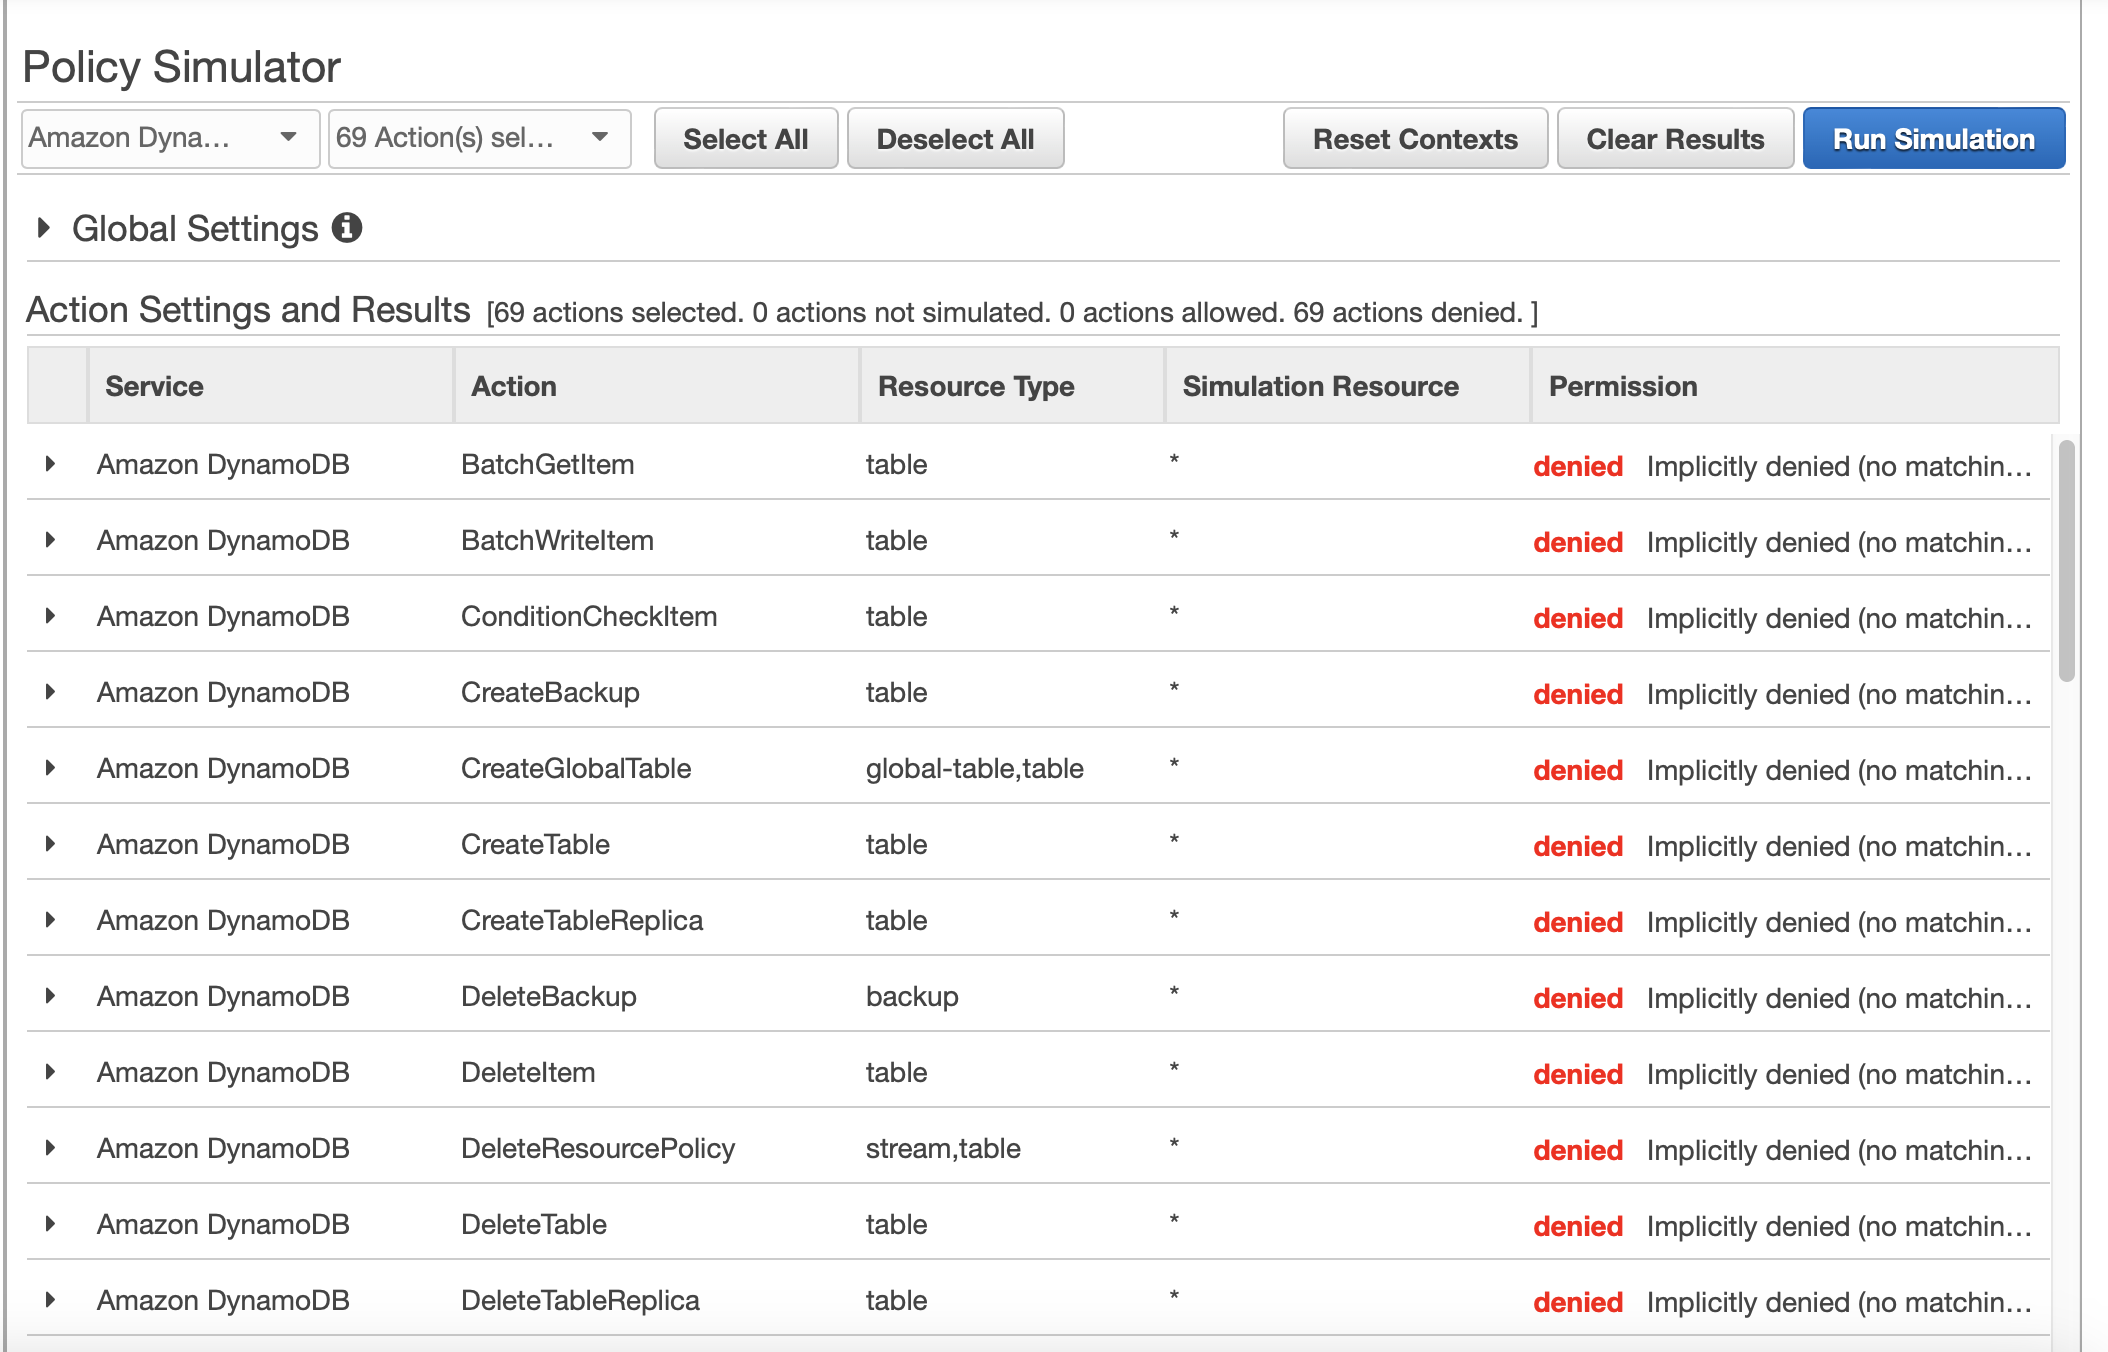 Policy Simulator
Amazon Dyna... 69 Action(s) sel... Select All Deselect All Reset Contexts Clear Results Run Simulation
Global Settings
Action Settings and Results [69 actions selected. 0 actions not simulated. 0 actions allowed. 69 actions denied. ]
Service Action Resource Type Simulation Resource Permission
Amazon DynamoDB BatchGetItem table * denied Implicitly denied (no matchin...
Amazon DynamoDB BatchWriteItem table * denied Implicitly denied (no matchin...
Amazon DynamoDB ConditionCheckItem table * denied Implicitly denied (no matchin...
Amazon DynamoDB CreateBackup table * denied Implicitly denied (no matchin...
Amazon DynamoDB CreateGlobalTable global-table,table * denied Implicitly denied (no matchin...
Amazon DynamoDB CreateTable table * denied Implicitly denied (no matchin...
Amazon DynamoDB CreateTableReplica table * denied Implicitly denied (no matchin...
Amazon DynamoDB DeleteBackup backup * denied Implicitly denied (no matchin...
Amazon DynamoDB DeleteItem table * denied Implicitly denied (no matchin...
Amazon DynamoDB DeleteResourcePolicy stream,table * denied Implicitly denied (no matchin...
Amazon DynamoDB DeleteTable table * denied Implicitly denied (no matchin...
Amazon DynamoDB DeleteTableReplica table * denied Implicitly denied (no matchin...